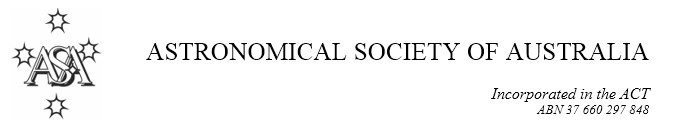 ASA
ASTRONOMICAL SOCIETY OF AUSTRALIA
Incorporated in the ACT
ABN 37 660 297 848